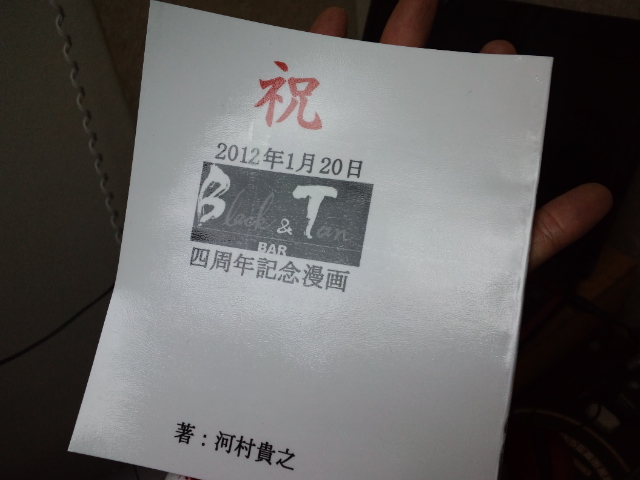 祝
2012年1月20日
Black & Tan
BAR
四周年記念漫画
著：河村貴之